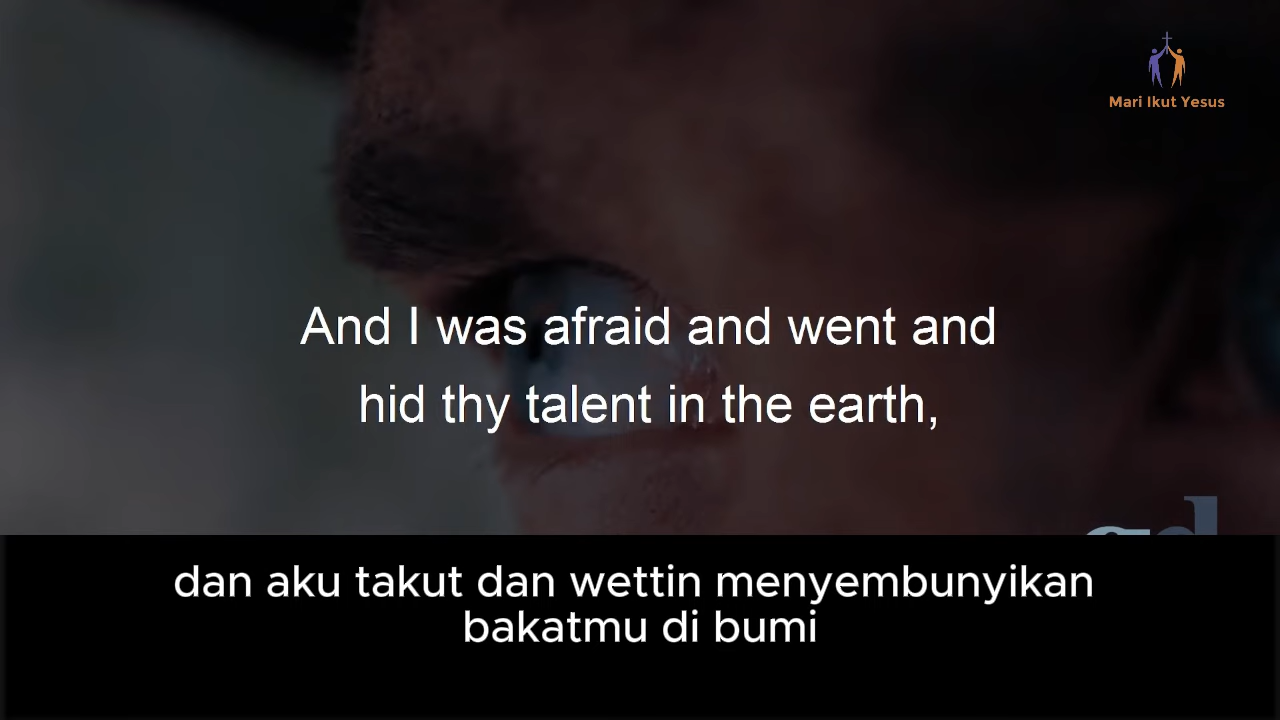 Mari Ikut Yesus
And I was afraid and went and
hid thy talent in the earth,
dan aku takut dan wettin menyembunyikan
bakatmu di bumi